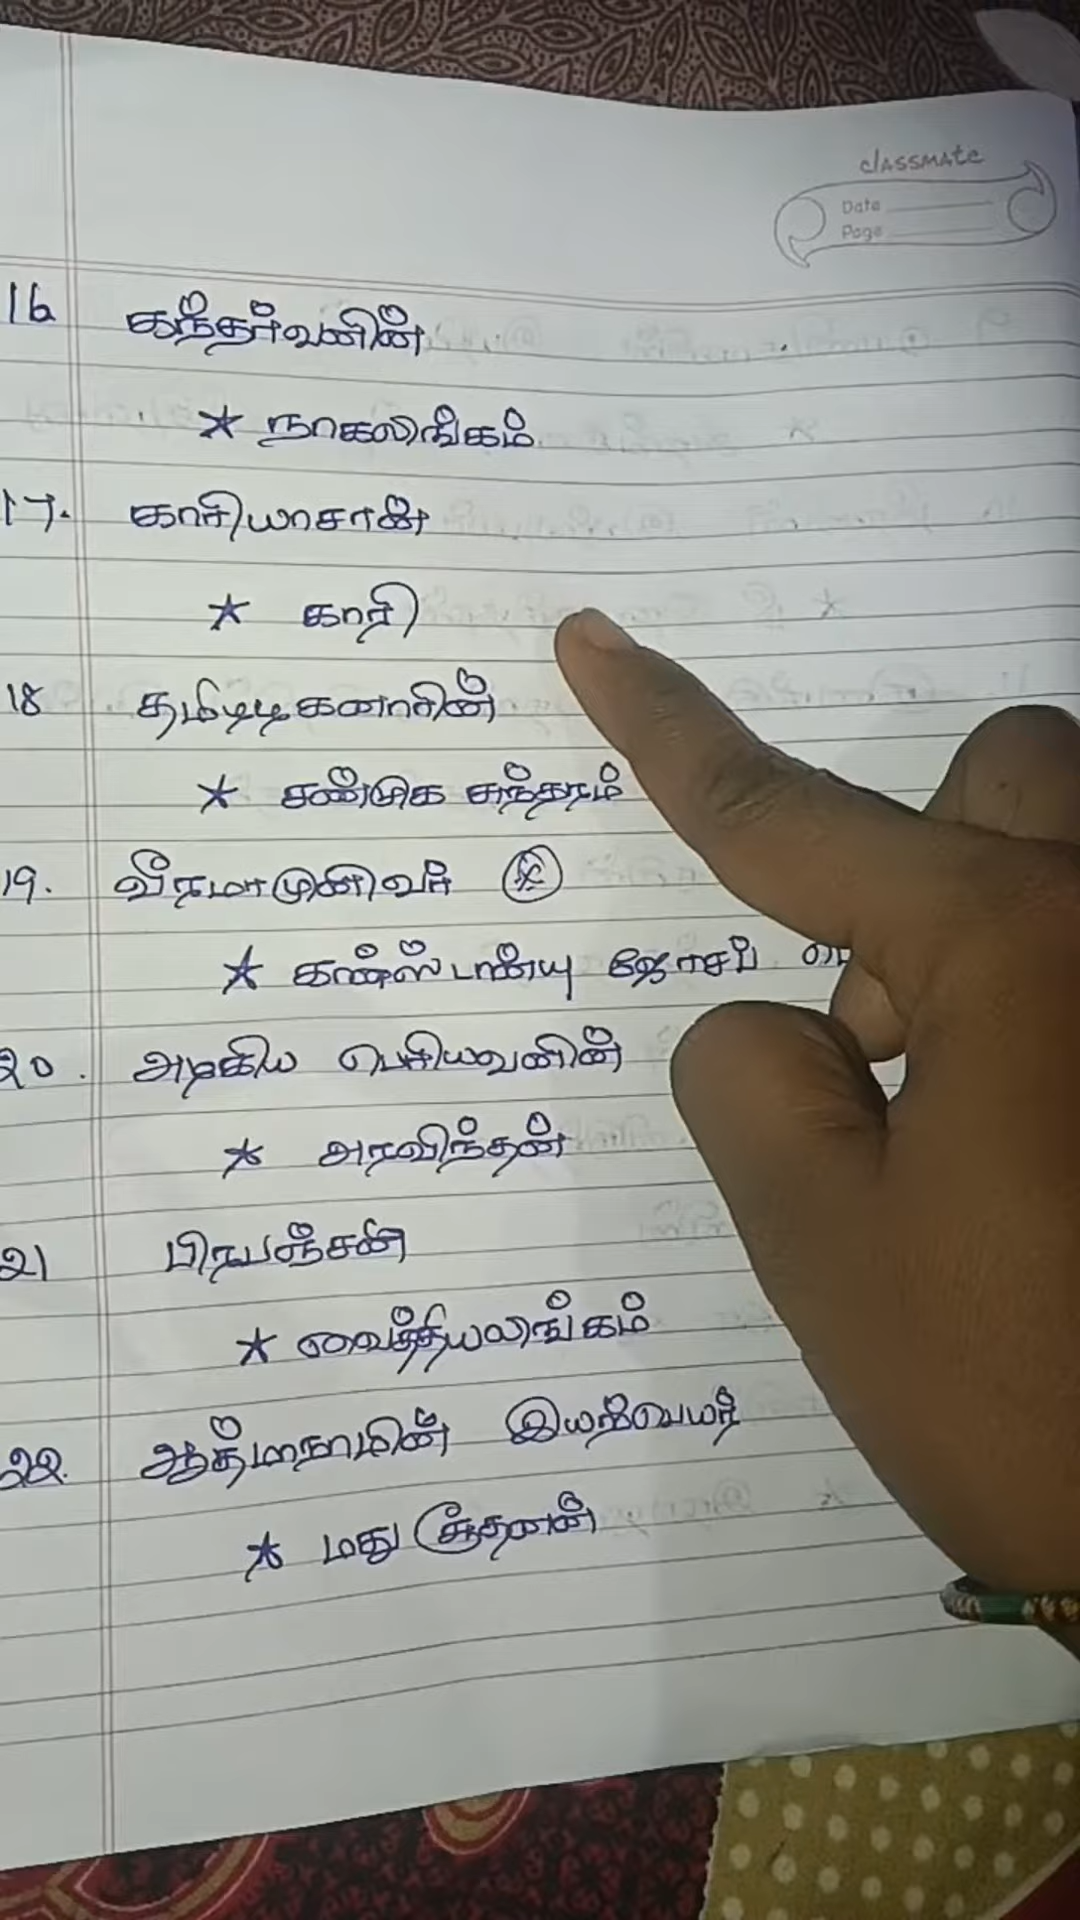 classmate
Date
Page
16 கந்தர்வனின்
* நாகலிங்கம்
17. காசியாசான்
* காரி
18 தமிழழகனாசின்
* சண்முக சுந்தரம்
19. வீரமாமுனிவர்
* கான்ஸ்டான்யு ஜோசப்
20. அழகிய பெரியவனின்
* அரவிந்தன்
21 பிரபஞ்சன்
* வைத்தியலிங்கம்
22. ஆத்மாநாமின் இயற்பெயர்
* மது சூதனன்